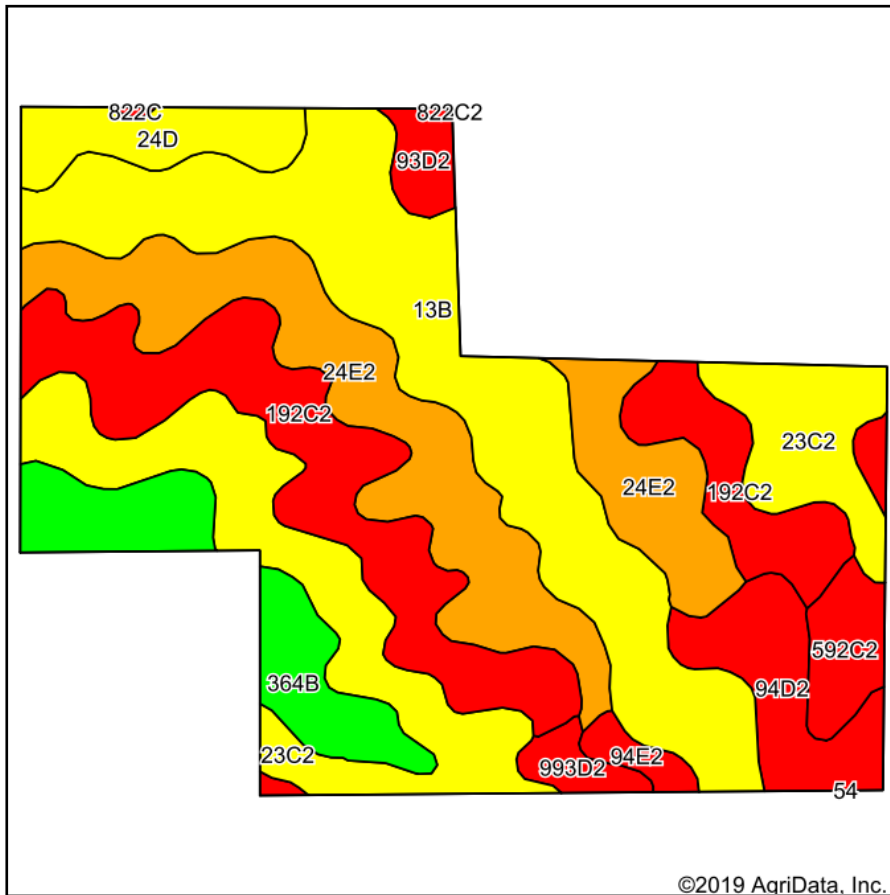 822C
822C2
24D
93D2
13B
24E2
192C2
23C2
24E2
192C2
592C2
364B
94D2
23C2
94E2
993D2
54
©2019 AgriData, Inc.